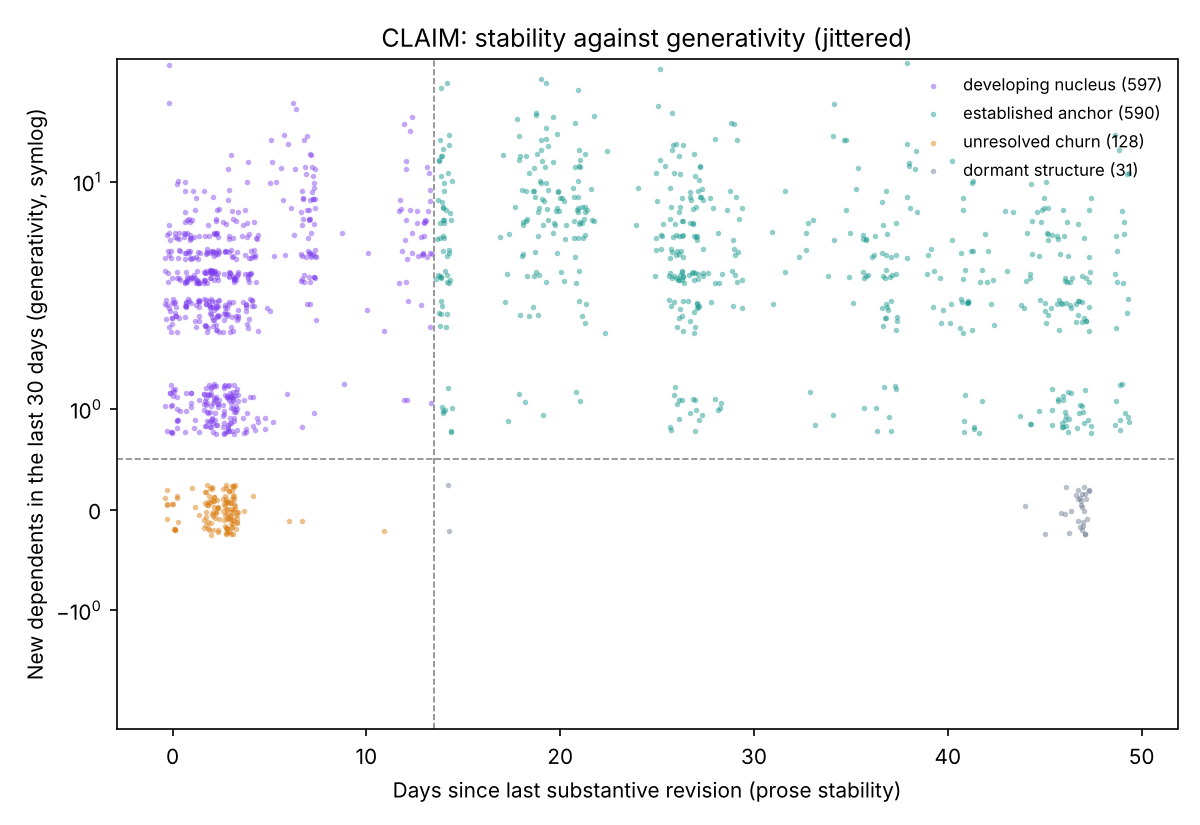 CLAIM: stability against generativity (jittered)
developing nucleus (597)
established anchor (590)
unresolved churn (128)
dormant structure (31)
New dependents in the last 30 days (generativity, symlog)
10¹
10⁰
0
−10⁰
0 10 20 30 40 50
Days since last substantive revision (prose stability)